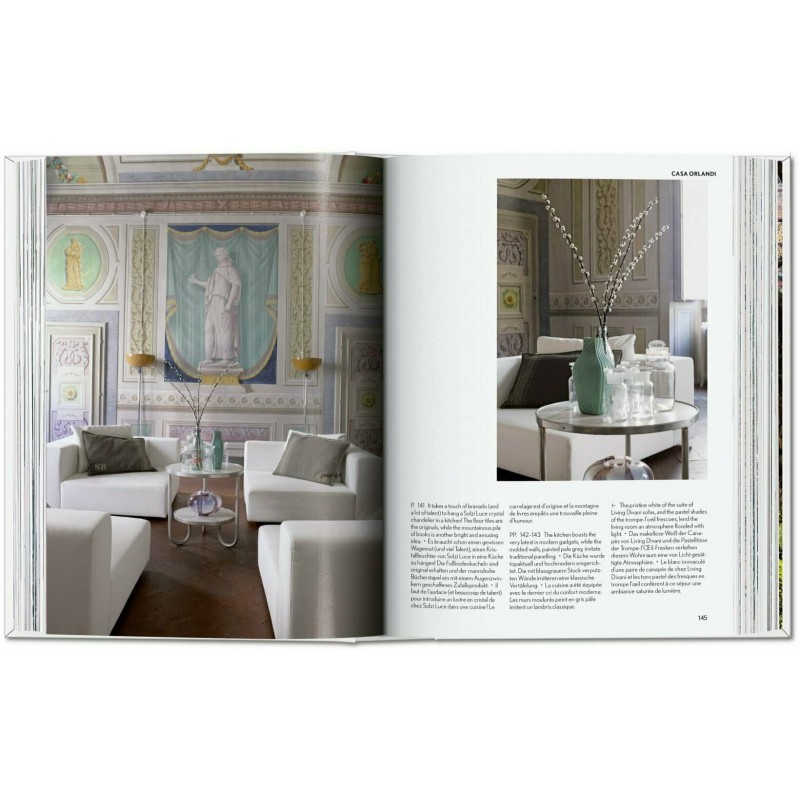 CASA ORLANDI
SB
P. 141 It takes a touch of bravado (and
a lot of talent) to hang a Solzi Luce crystal
chandelier in a kitchen! The floor tiles are
the originals, while the mountainous pile
of books is another bright and amusing
idea. • Es braucht schon einen gewissen
Wagemut (und viel Talent), einen Kris-
tallleuchter von Solzi Luce in eine Küche
zu hängen! Die Fußbodenkacheln sind
original erhalten und der mannshohe
Bücherstapel ein mit einem Augenzwin-
kern geschaffenes Zufallsprodukt. • Il
faut de l'audace (et beaucoup de talent)
pour introduire un lustre en cristal de
chez Solzi Luce dans une cuisine! Le
carrelage est d'origine et la montagne
de livres empilés une trouvaille pleine
d'humour.
PP. 142-143 The kitchen boasts the
very latest in modern gadgets, while the
molded walls, painted pale grey, imitate
traditional panelling. • Die Küche wurde
topaktuell und hochmodern eingerich-
tet. Die mit blassgrauem Stuck verputz-
ten Wände imitieren eine klassische
Vertäfelung. • La cuisine a été équipée
avec le dernier cri du confort moderne.
Les murs moulurés peint en gris pâle
imitent un lambris classique.
← The pristine white of the suite of
Living Divani sofas, and the pastel shades
of the trompe-l'œil frescoes, lend the
living room an atmosphere flooded with
light. • Das makellose Weiß der Cana-
pés von Living Divani und die Pastelltöne
der Trompe-l'Œil-Fresken verleihen
diesem Wohnraum eine von Licht gesät-
tigte Atmosphäre. • Le blanc immaculé
d'une paire de canapés de chez Living
Divani et les tens pastel des fresques en
trompe l'œil confèrent à ce séjour une
ambiance saturée de lumière.
145